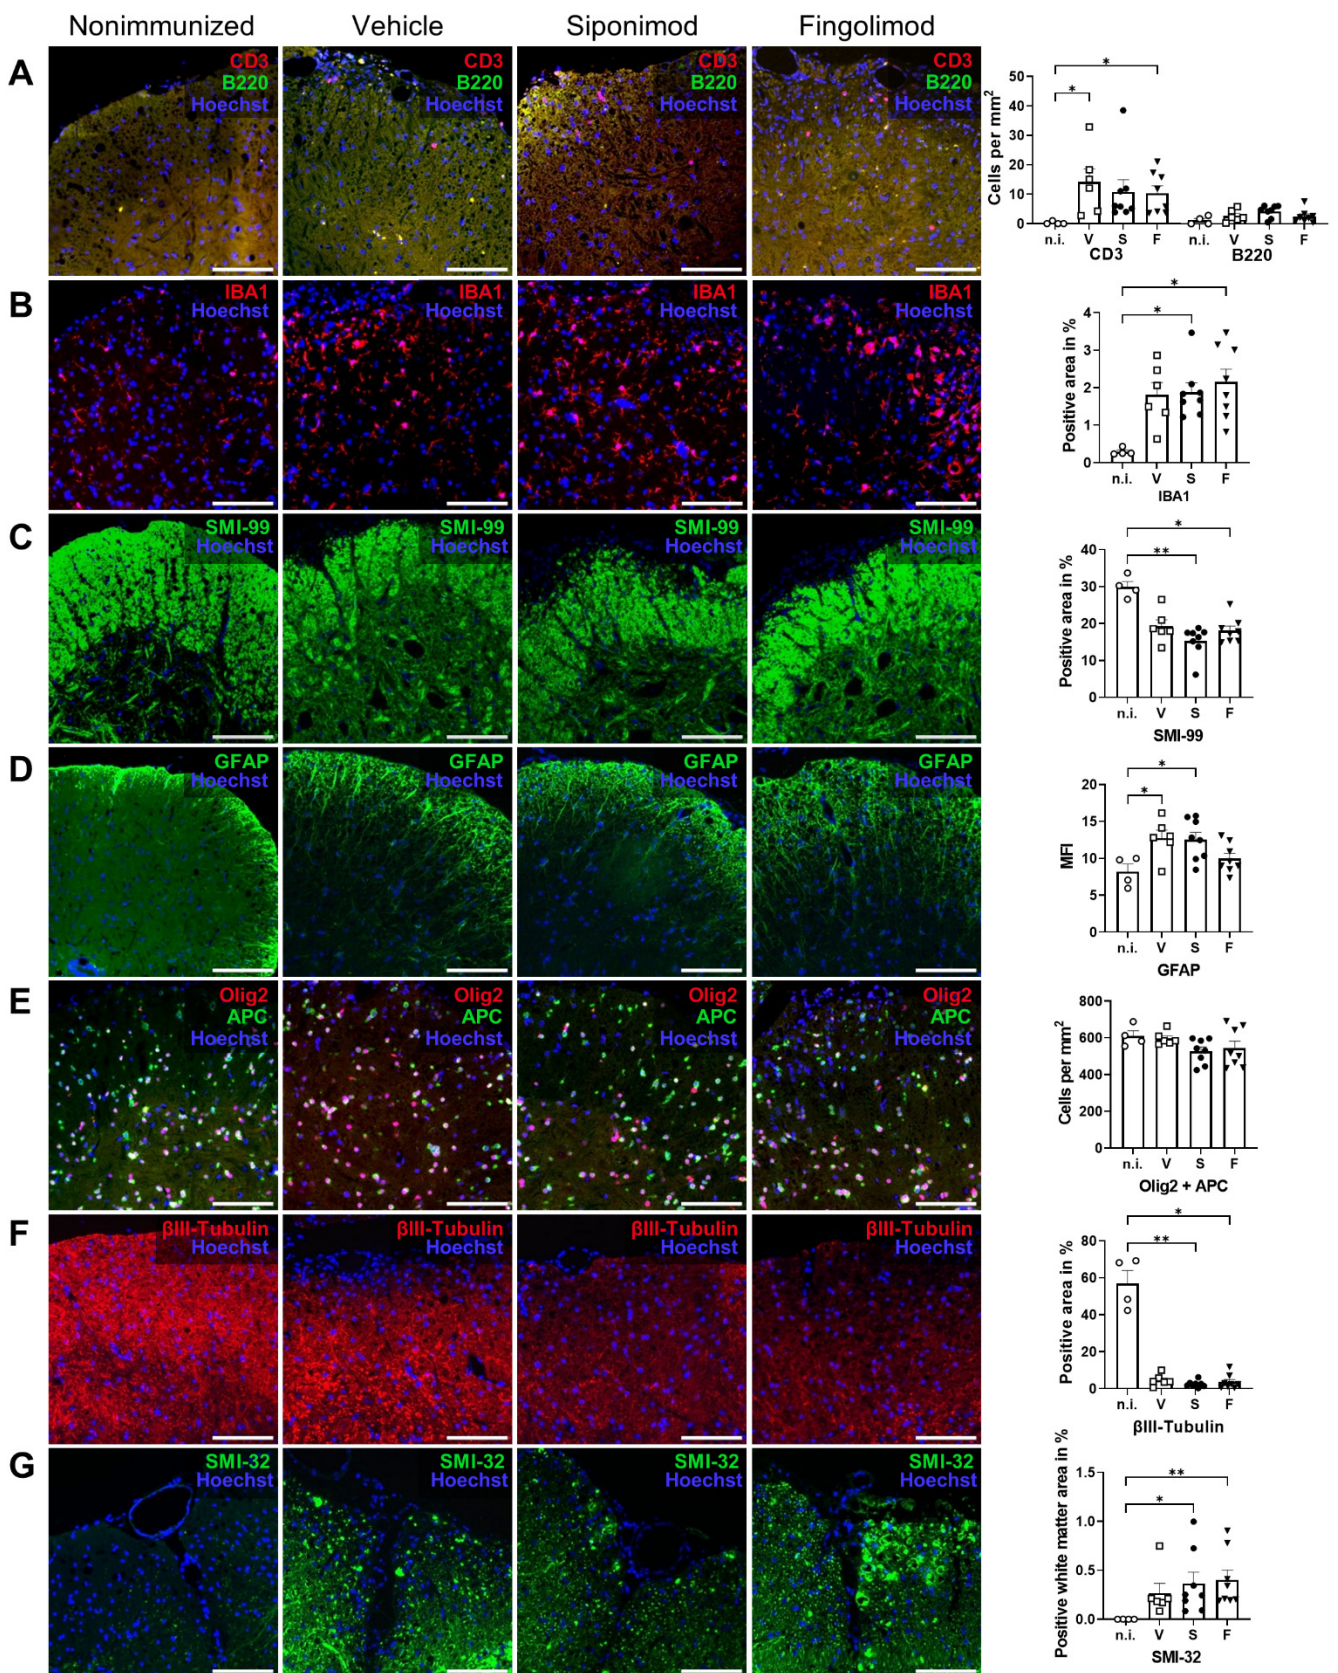 Nonimmunized Vehicle Siponimod Fingolimod
A
CD3
B220
Hoechst
CD3
B220
Hoechst
CD3
B220
Hoechst
CD3
B220
Hoechst
Cells per mm²
50
40
30
20
10
0
* *
n.i. V S F n.i. V S F
CD3 B220
B
IBA1
Hoechst
IBA1
Hoechst
IBA1
Hoechst
IBA1
Hoechst
Positive area in %
4
3
2
1
0
*
*
n.i. V S F
IBA1
C
SMI-99
Hoechst
SMI-99
Hoechst
SMI-99
Hoechst
SMI-99
Hoechst
Positive area in %
40
30
20
10
0
*
**
n.i. V S F
SMI-99
D
GFAP
Hoechst
GFAP
Hoechst
GFAP
Hoechst
GFAP
Hoechst
MFI
20
15
10
5
0
*
*
n.i. V S F
GFAP
E
Olig2
APC
Hoechst
Olig2
APC
Hoechst
Olig2
APC
Hoechst
Olig2
APC
Hoechst
Cells per mm²
800
600
400
200
0
n.i. V S F
Olig2 + APC
F
βIII-Tubulin
Hoechst
βIII-Tubulin
Hoechst
βIII-Tubulin
Hoechst
βIII-Tubulin
Hoechst
Positive area in %
80
60
40
20
0
*
**
n.i. V S F
βIII-Tubulin
G
SMI-32
Hoechst
SMI-32
Hoechst
SMI-32
Hoechst
SMI-32
Hoechst
Positive white matter area in %
1.5
1.0
0.5
0.0
**
*
n.i. V S F
SMI-32